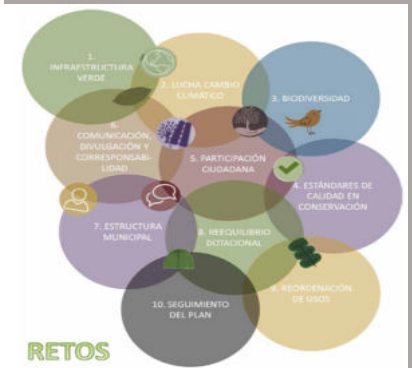 1.
INFRAESTRUCTURA
VERDE
2. LUCHA CAMBIO
CLIMÁTICO
3. BIODIVERSIDAD
6.
COMUNICACIÓN,
DIVULGACIÓN Y
CORRESPONSABI-
LIDAD
5. PARTICIPACIÓN
CIUDADANA
4. ESTÁNDARES DE
CALIDAD EN
CONSERVACIÓN
7. ESTRUCTURA
MUNICIPAL
8. REEQUILIBRIO
DOTACIONAL
9. REORDENACIÓN
DE USOS
10. SEGUIMIENTO
DEL PLAN
RETOS